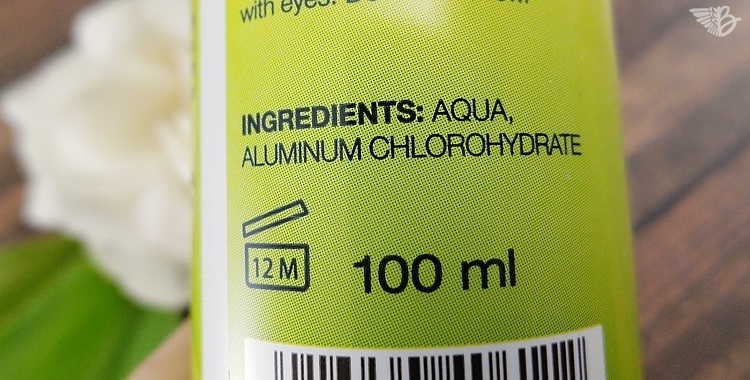 with eyes.
INGREDIENTS: AQUA,
ALUMINUM CHLOROHYDRATE
12 M
100 ml